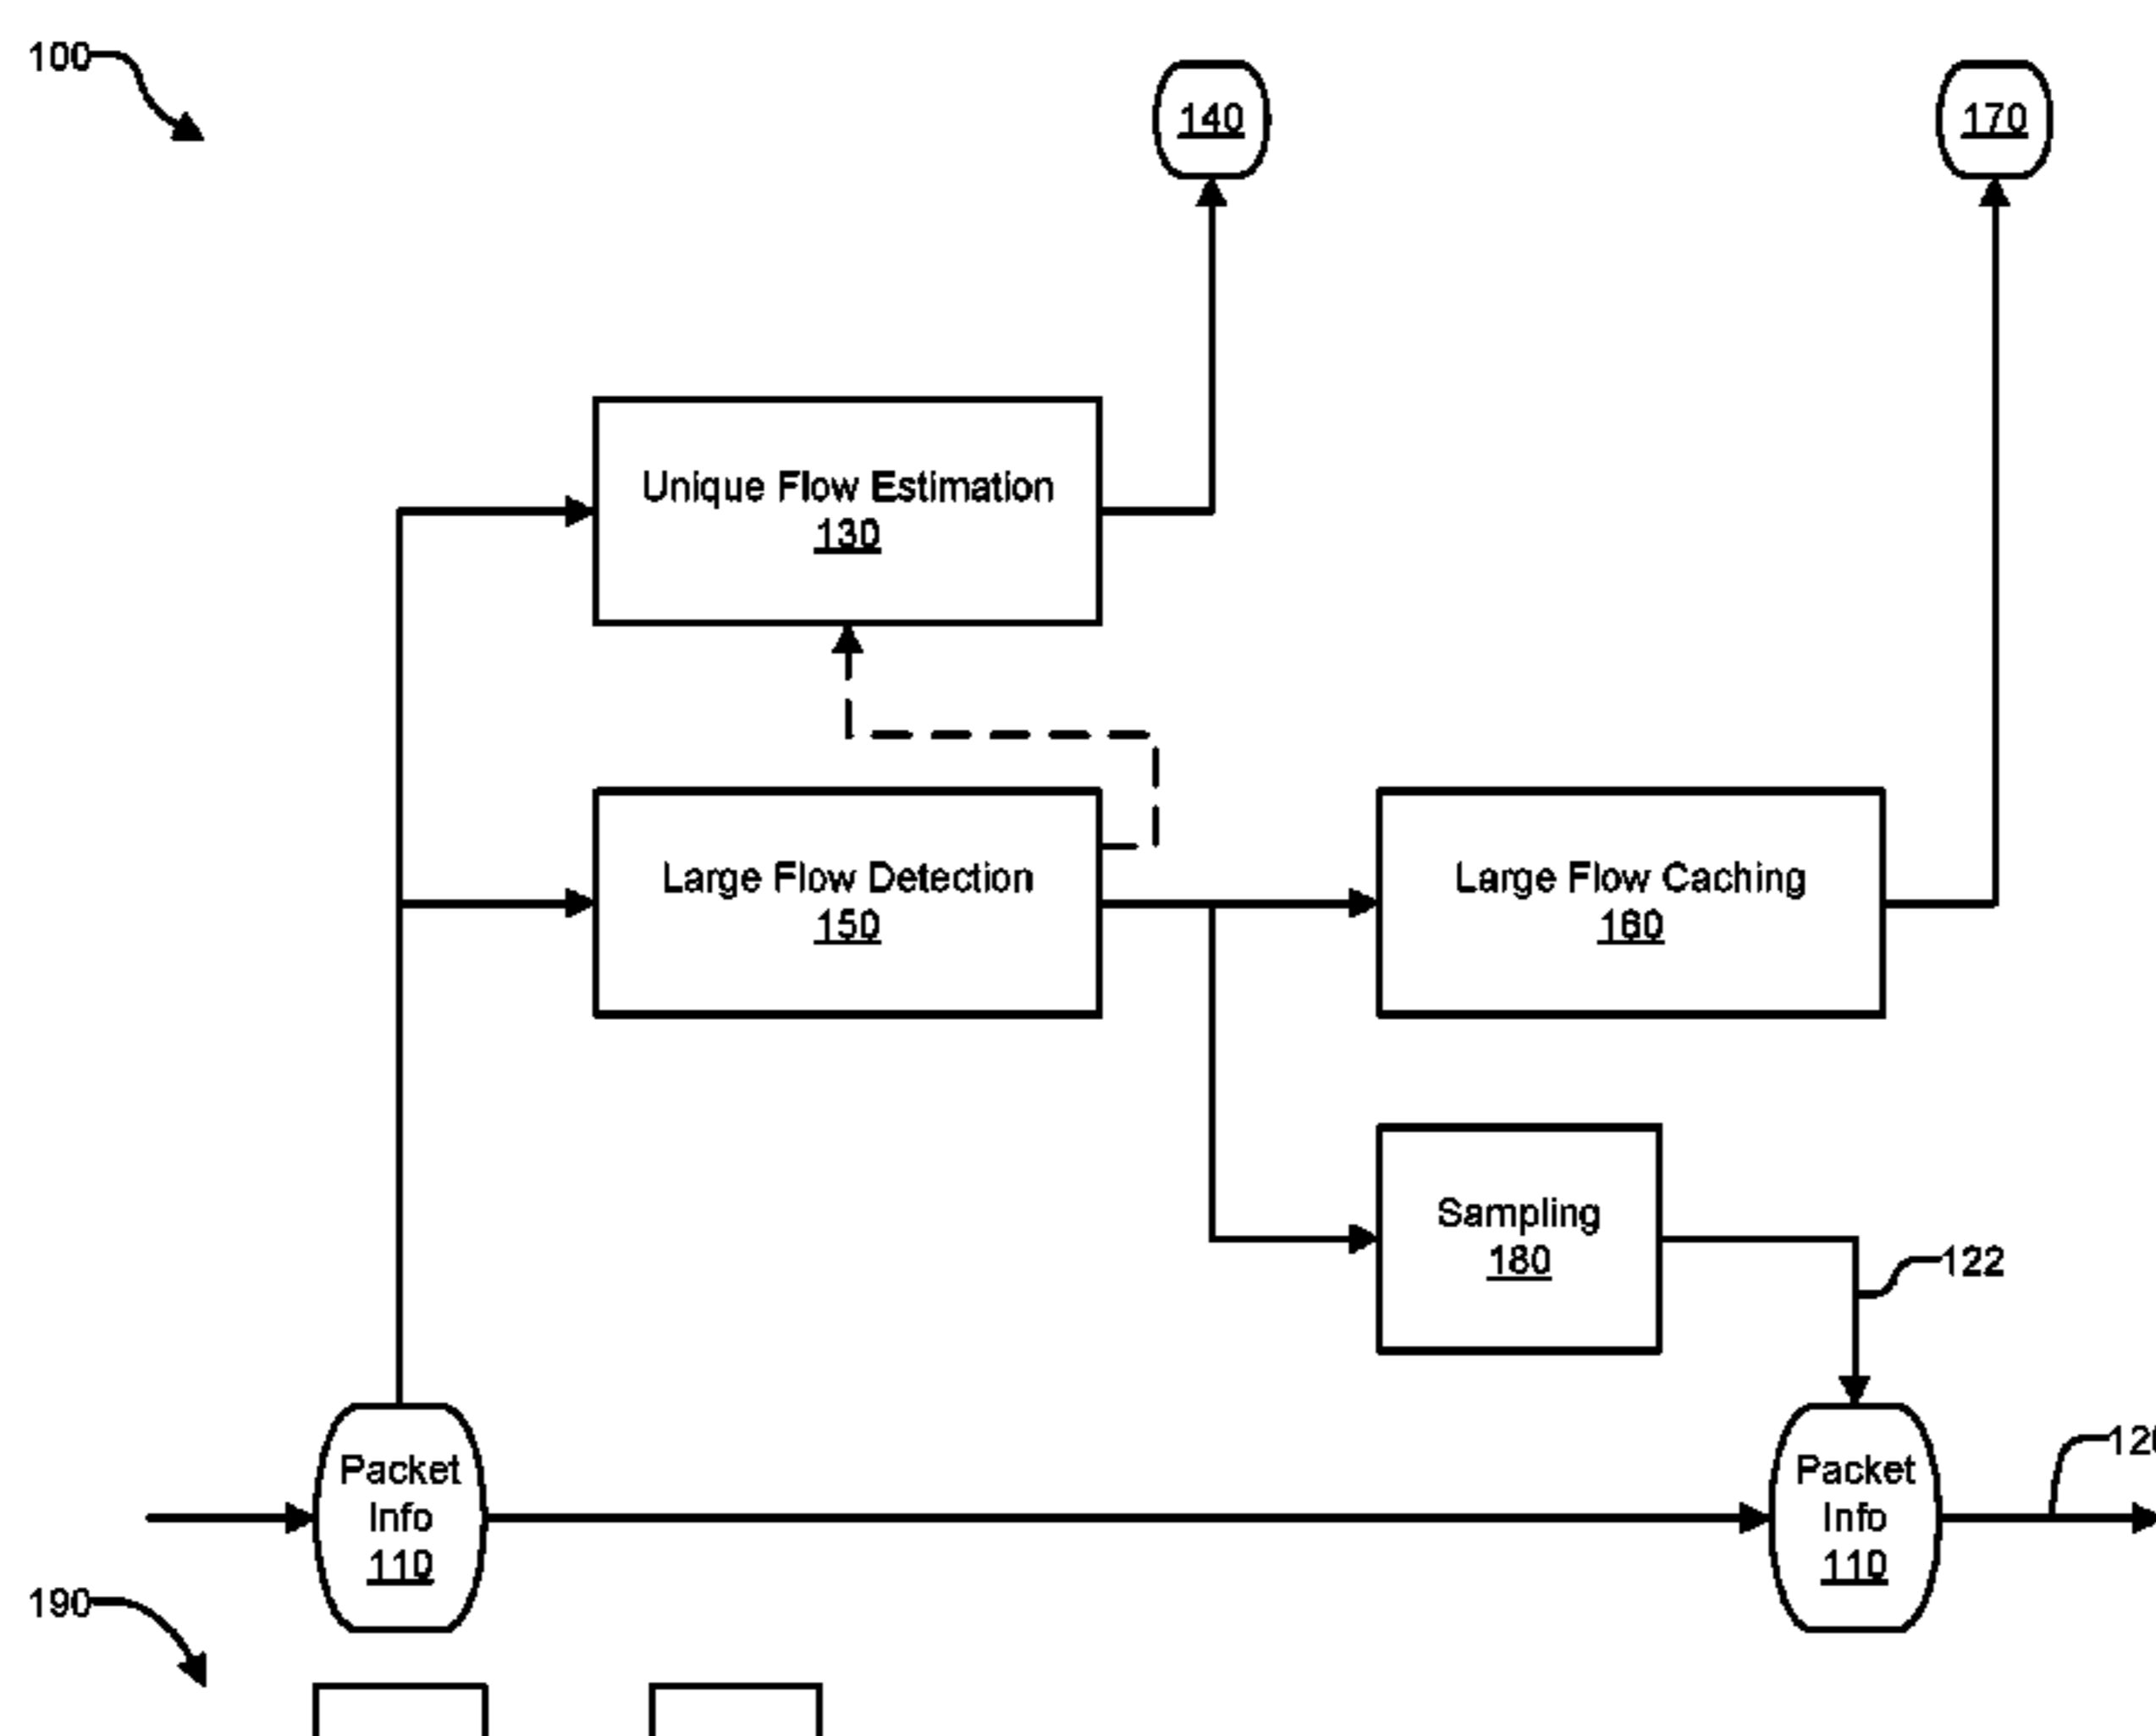 100
140
170
Unique Flow Estimation
130
Large Flow Detection
150
Large Flow Caching
160
Sampling
180
122
Packet
Info
110
Packet
Info
110
190